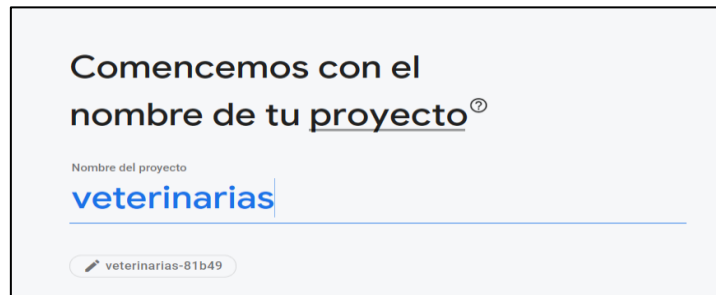 Comencemos con el
nombre de tu proyecto?
Nombre del proyecto
veterinarias
veterinarias-81b49